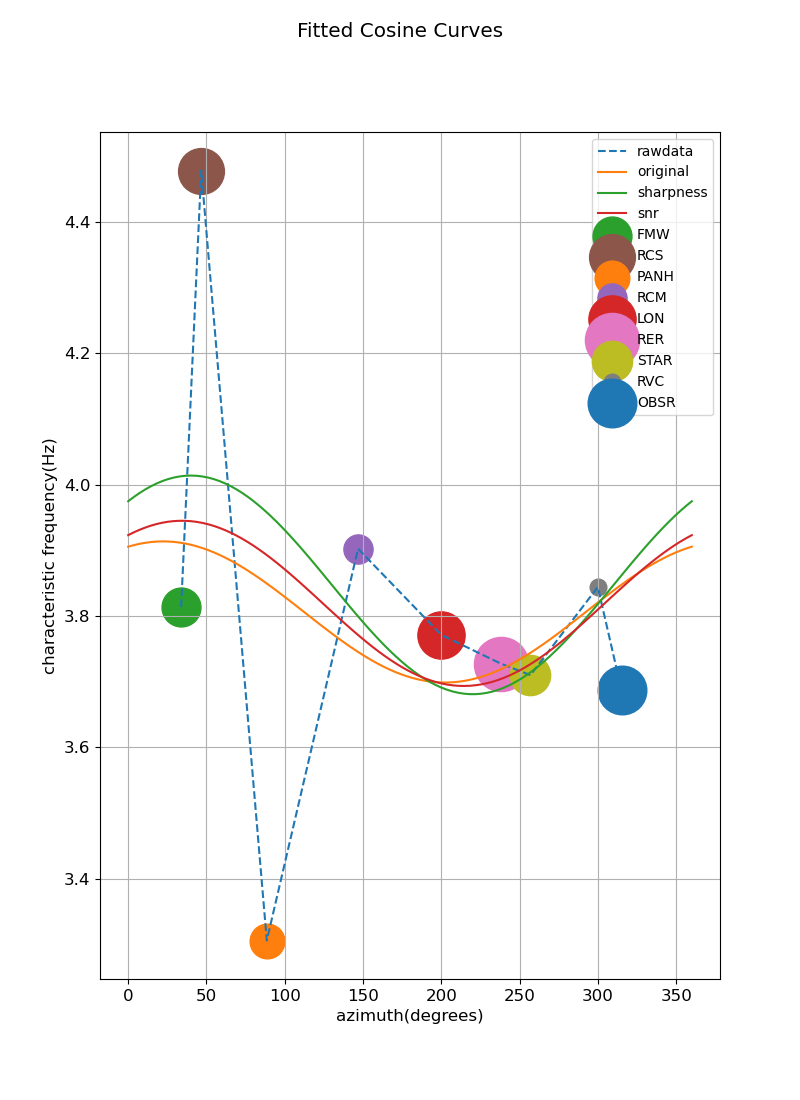 Fitted Cosine Curves
rawdata
original
sharpness
snr
FMW
RCS
PANH
RCM
LON
RER
STAR
RVC
OBSR
characteristic frequency(Hz)
4.4
4.2
4.0
3.8
3.6
3.4
0 50 100 150 200 250 300 350
azimuth(degrees)